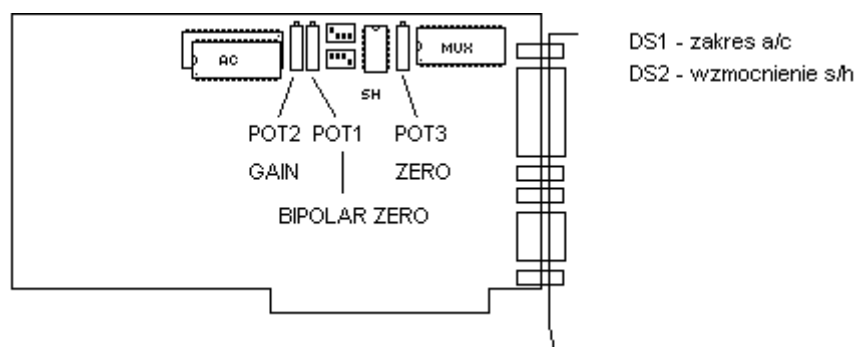 DS1 - zakres a/c
DS2 - wzmocnienie s/h
AC
MUX
SH
POT2 POT1 POT3
GAIN ZERO
BIPOLAR ZERO